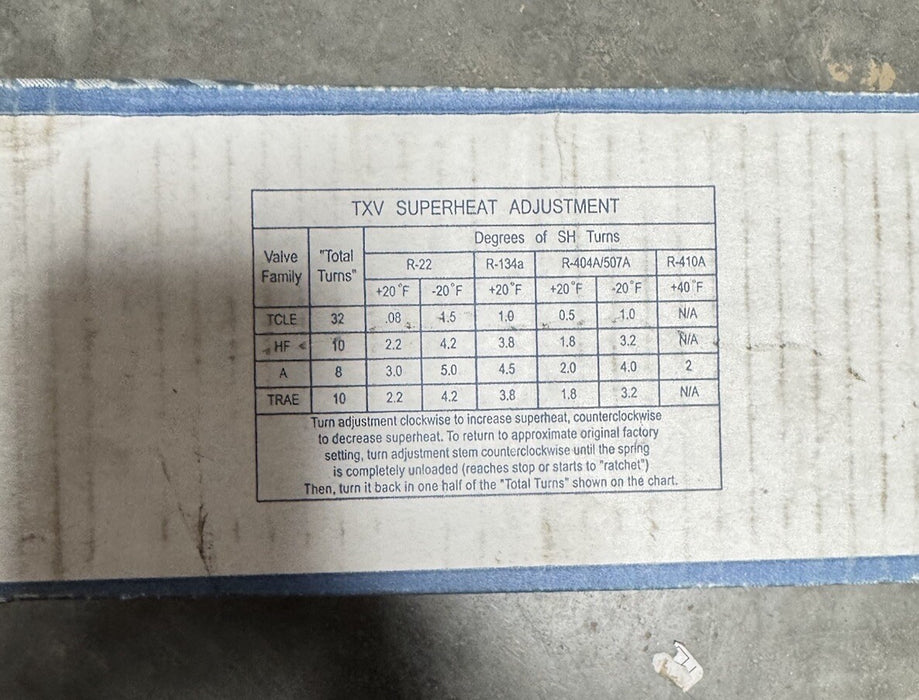 TXV SUPERHEAT ADJUSTMENT
Valve Family "Total Turns" Degrees of SH Turns
R-22 R-134a R-404A/507A R-410A
+20°F -20°F +20°F +20°F -20°F +40°F
TCLE 32 .08 1.5 1.0 0.5 1.0 N/A
HF 10 2.2 4.2 3.8 1.8 3.2 N/A
A 8 3.0 5.0 4.5 2.0 4.0 2
TRAE 10 2.2 4.2 3.8 1.8 3.2 N/A
Turn adjustment clockwise to increase superheat, counterclockwise
to decrease superheat. To return to approximate original factory
setting, turn adjustment stem counterclockwise until the spring
is completely unloaded (reaches stop or starts to "ratchet")
Then, turn it back in one half of the "Total Turns" shown on the chart.